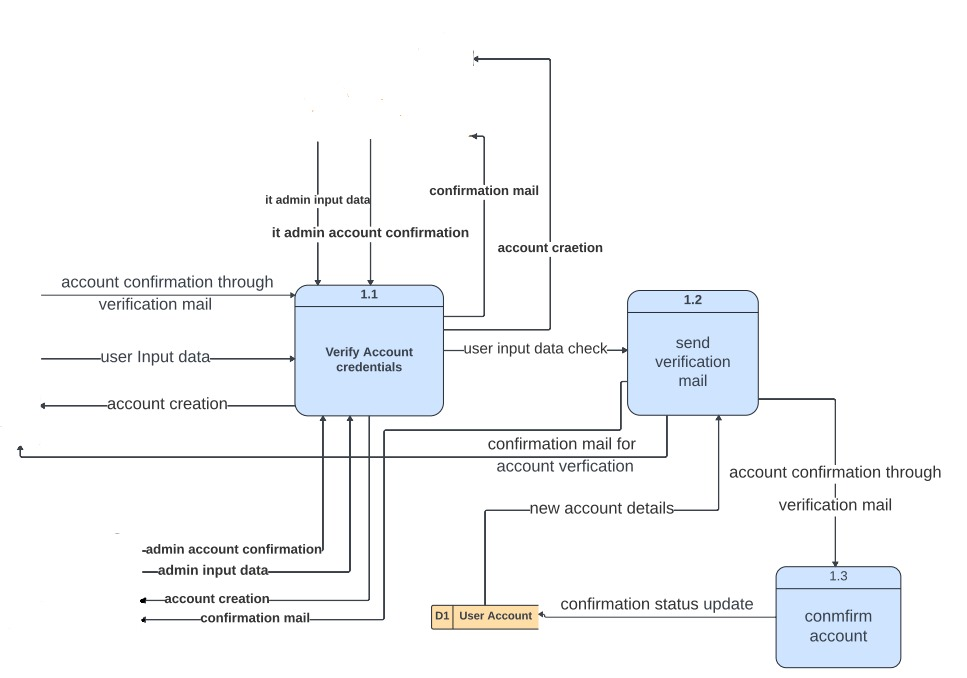 it admin input data
confirmation mail
it admin account confirmation
account craetion
account confirmation through
verification mail
1.1
Verify Account
credentials
1.2
send
verification
mail
user input data check
user Input data
account creation
confirmation mail for
account verfication
account confirmation through
verification mail
new account details
admin account confirmation
admin input data
account creation
confirmation mail
D1 User Account
confirmation status update
1.3
conmfirm
account